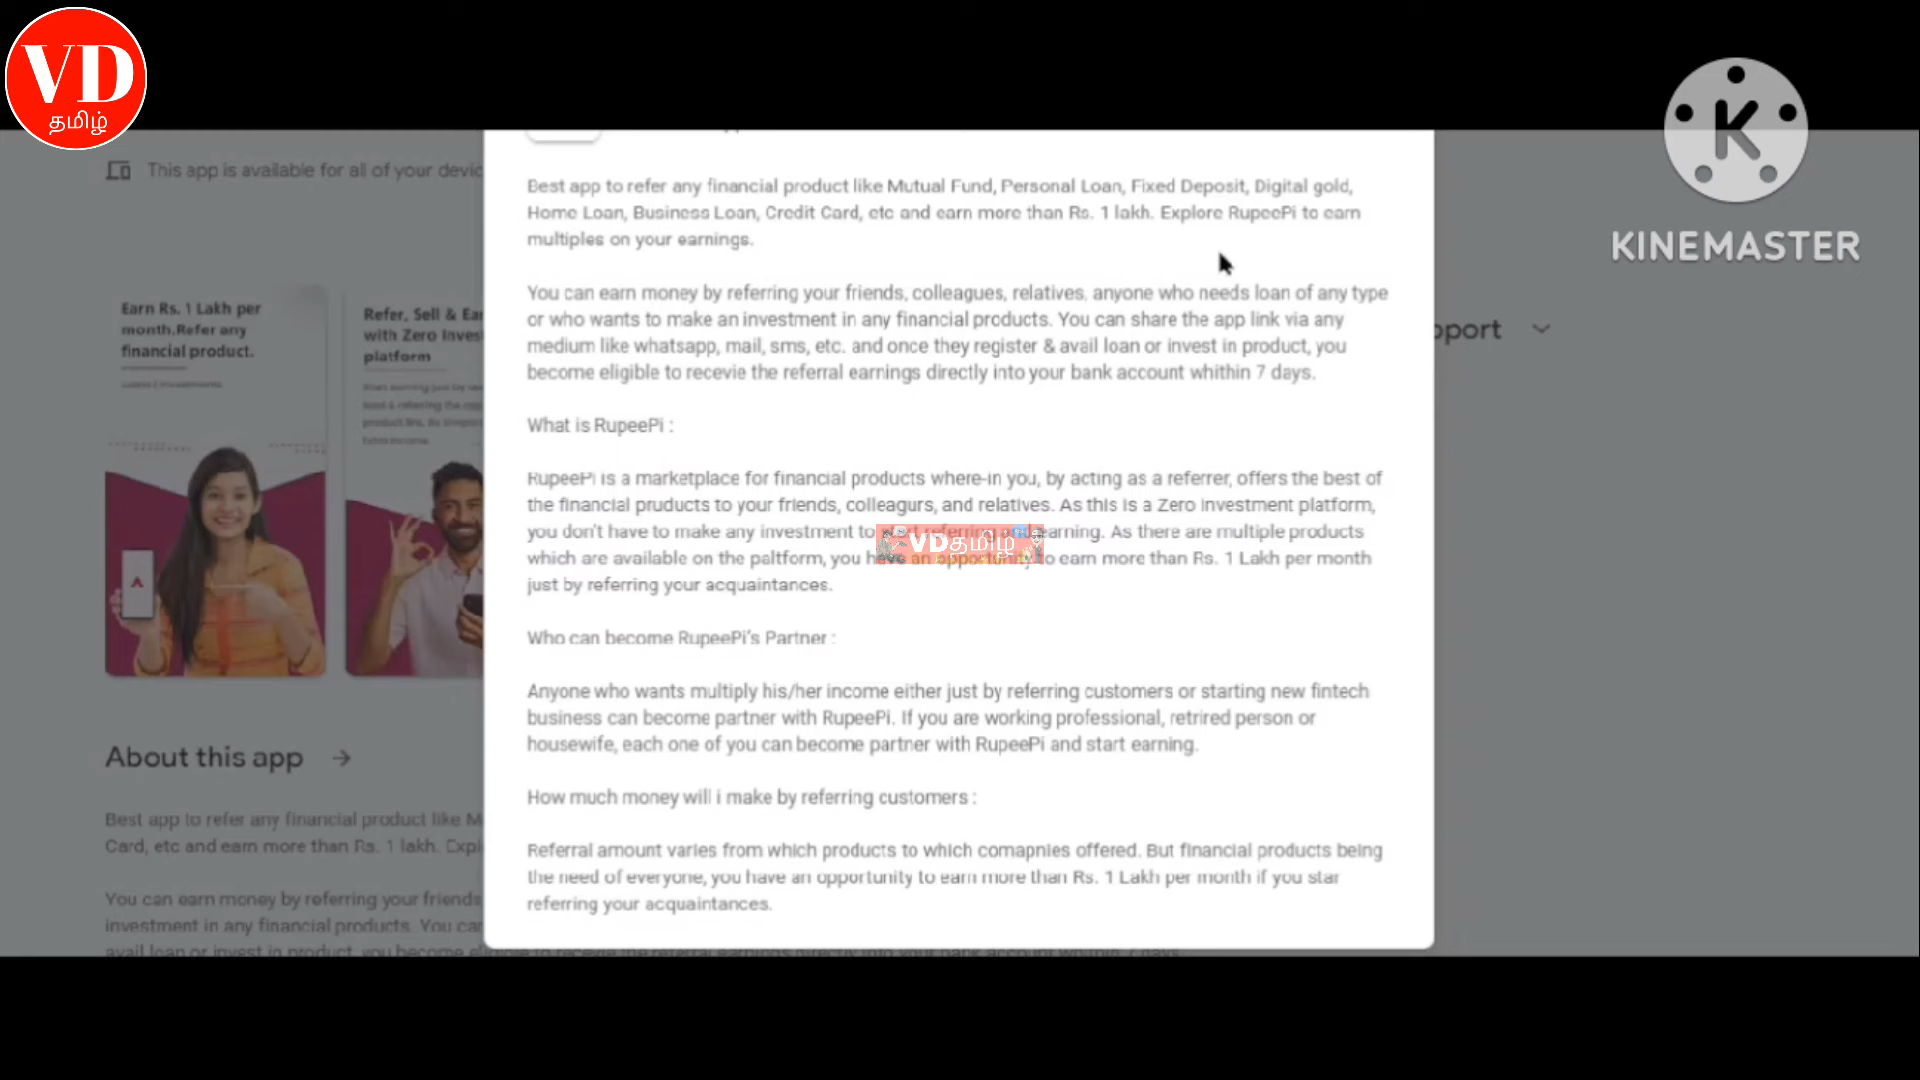 VD
தமிழ்
KINEMASTER
This app is available for all of your devic
Earn Rs. 1 Lakh per
month.Refer any
financial product.
Refer, Sell & Ea
with Zero Inves
platform
pport
About this app
Best app to refer any financial product like M
Card, etc and earn more than Rs. 1 lakh. Expl
You can earn money by referring your friends
investment in any financial products. You car
Best app to refer any financial product like Mutual Fund, Personal Loan, Fixed Deposit, Digital gold,
Home Loan, Business Loan, Credit Card, etc and earn more than Rs. 1 lakh. Explore RupeePi to earn
multiples on your earnings.
You can earn money by referring your friends, colleagues, relatives, anyone who needs loan of any type
or who wants to make an investment in any financial products. You can share the app link via any
medium like whatsapp, mail, sms, etc. and once they register & avail loan or invest in product, you
become eligible to recevie the referral earnings directly into your bank account whithin 7 days.
What is RupeePi :
RupeePi is a marketplace for financial products where-in you, by acting as a referrer, offers the best of
the financial pruducts to your friends, colleagurs, and relatives. As this is a Zero investment platform,
you don't have to make any investment to start referring and earning. As there are multiple products
which are available on the paltform, you have an opportunity to earn more than Rs. 1 Lakh per month
just by referring your acquaintances.
VDதமிழ்
Who can become RupeePi's Partner :
Anyone who wants multiply his/her income either just by referring customers or starting new fintech
business can become partner with RupeePi. If you are working professional, retrired person or
housewife, each one of you can become partner with RupeePi and start earning.
How much money will i make by referring customers :
Referral amount varies from which products to which comapnies offered. But financial products being
the need of everyone, you have an opportunity to earn more than Rs. 1 Lakh per month if you star
referring your acquaintances.